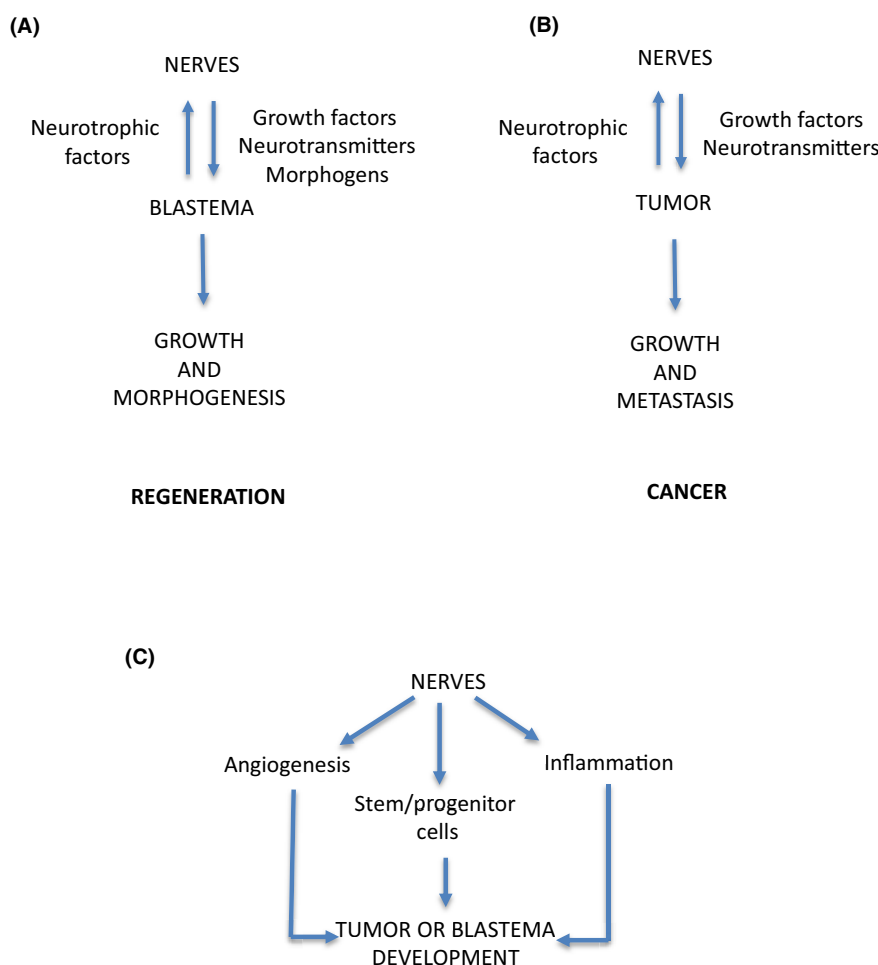 (A)
NERVES
Neurotrophic
factors
Growth factors
Neurotransmitters
Morphogens
BLASTEMA
GROWTH
AND
MORPHOGENESIS
REGENERATION
(B)
NERVES
Neurotrophic
factors
Growth factors
Neurotransmitters
TUMOR
GROWTH
AND
METASTASIS
CANCER
(C)
NERVES
Angiogenesis
Stem/progenitor
cells
Inflammation
TUMOR OR BLASTEMA
DEVELOPMENT